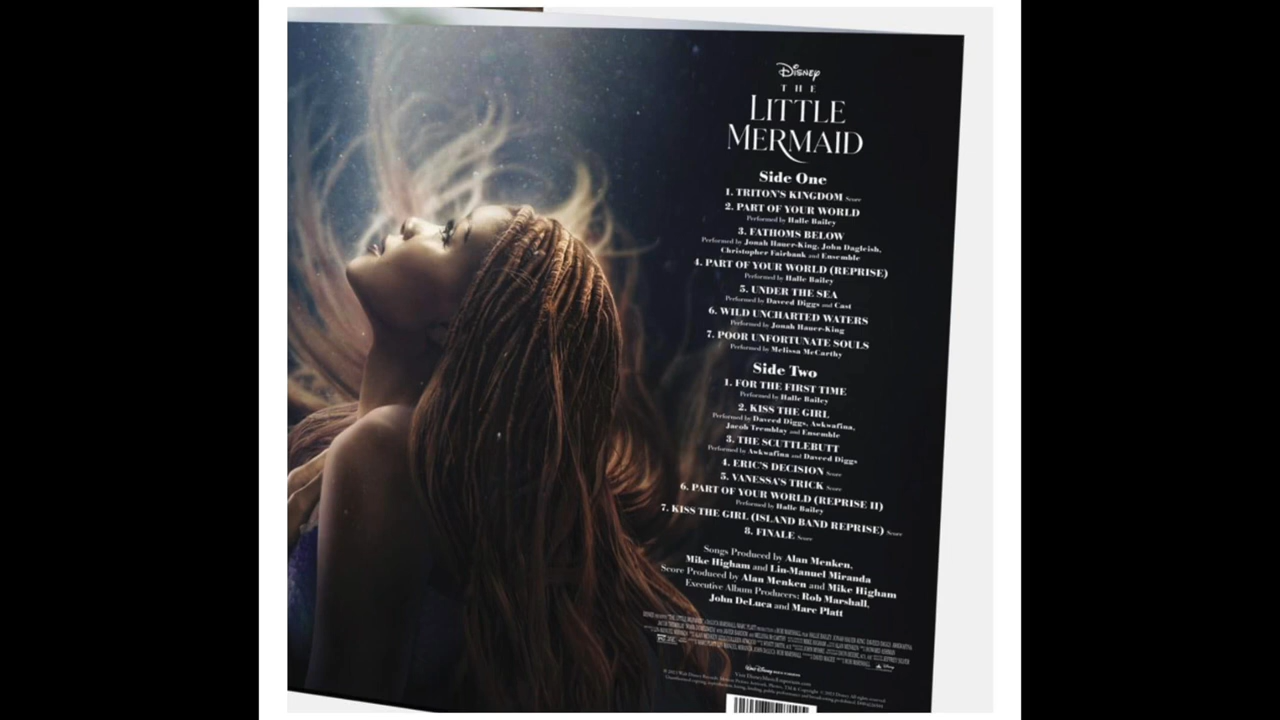 Disney
THE
LITTLE
MERMAID
Side One
1. TRITON'S KINGDOM Score
2. PART OF YOUR WORLD
Performed by Halle Bailey
3. FATHOMS BELOW
Performed by Jonah Hauer-King, John Dagleish,
Christopher Fairbank and Ensemble
4. PART OF YOUR WORLD (REPRISE)
Performed by Halle Bailey
5. UNDER THE SEA
Performed by Daveed Diggs and Cast
6. WILD UNCHARTED WATERS
Performed by Jonah Hauer-King
7. POOR UNFORTUNATE SOULS
Performed by Melissa McCarthy
Side Two
1. FOR THE FIRST TIME
Performed by Halle Bailey
2. KISS THE GIRL
Performed by Daveed Diggs, Awkwafina,
Jacob Tremblay and Ensemble
3. THE SCUTTLEBUTT
Performed by Awkwafina and Daveed Diggs
4. ERIC'S DECISION Score
5. VANESSA'S TRICK Score
6. PART OF YOUR WORLD (REPRISE II)
Performed by Halle Bailey
7. KISS THE GIRL (ISLAND BAND REPRISE) Score
8. FINALE Score
Songs Produced by Alan Menken,
Mike Higham and Lin-Manuel Miranda
Score Produced by Alan Menken and Mike Higham
Executive Album Producers: Rob Marshall,
John DeLuca and Marc Platt
Walt Disney RECORDS
Visit DisneyMusicEmporium.com